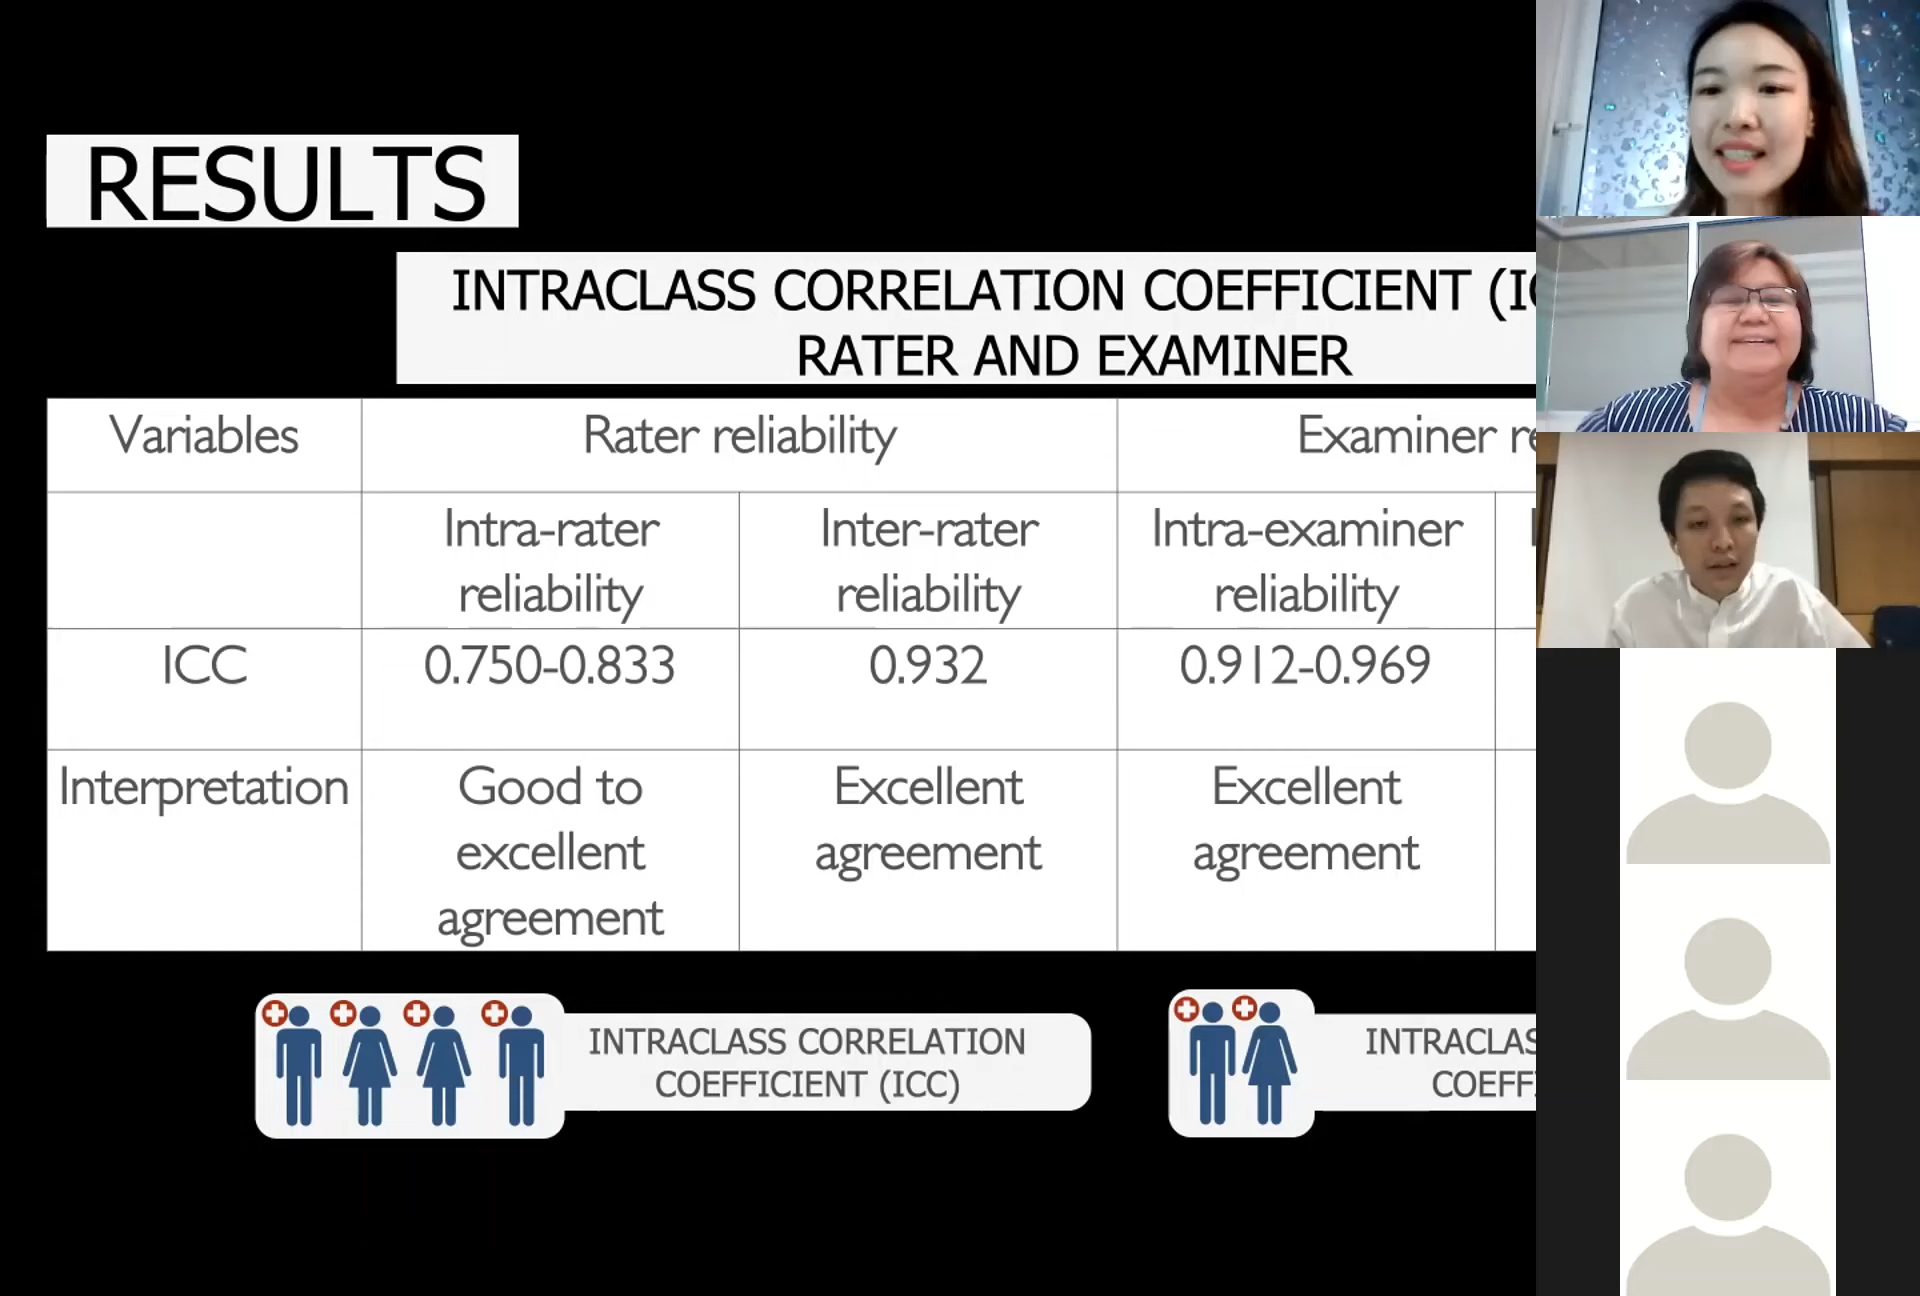 RESULTS
INTRACLASS CORRELATION COEFFICIENT
RATER AND EXAMINER
Variables
Rater reliability
Examiner
Intra-rater
reliability
Inter-rater
reliability
Intra-examiner
reliability
ICC
0.750-0.833
0.932
0.912-0.969
Interpretation
Good to
excellent
agreement
Excellent
agreement
Excellent
agreement
INTRACLASS CORRELATION
COEFFICIENT (ICC)